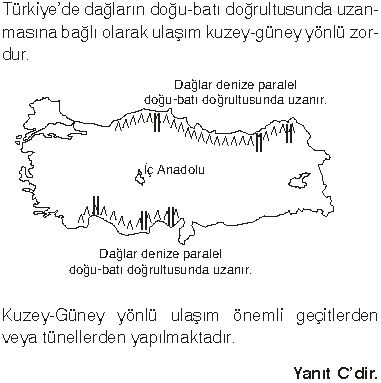 Türkiye'de dağların doğu-batı doğrultusunda uzan-
masına bağlı olarak ulaşım kuzey-güney yönlü zor-
dur.
Dağlar denize paralel
doğu-batı doğrultusunda uzanır.
İç Anadolu
Dağlar denize paralel
doğu-batı doğrultusunda uzanır.
Kuzey-Güney yönlü ulaşım önemli geçitlerden
veya tünellerden yapılmaktadır.
Yanıt C'dir.